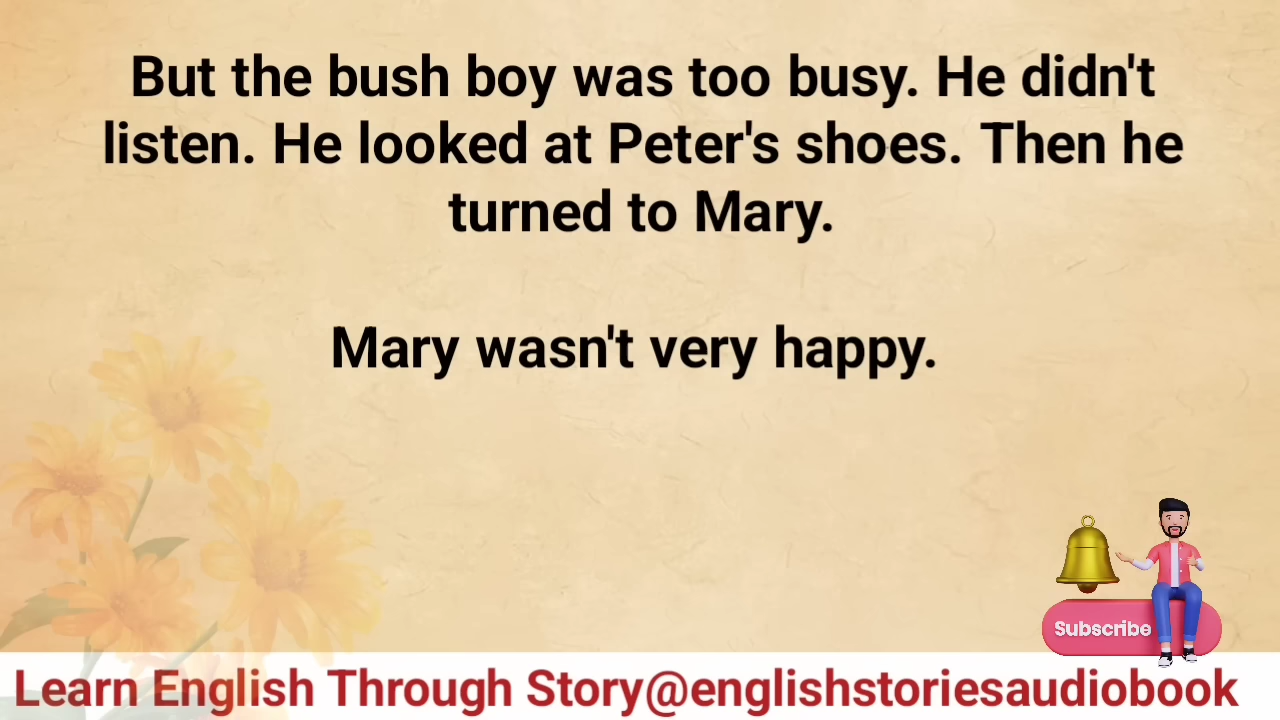 But the bush boy was too busy. He didn't
listen. He looked at Peter's shoes. Then he
turned to Mary.
Mary wasn't very happy.
Subscribe
Learn English Through Story@englishstoriesaudiobook